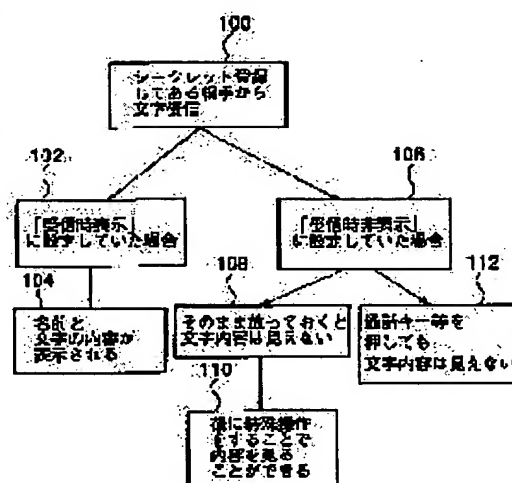 100
シークレット登録
してある相手から
文字受信
102
106
「受信時表示」
に設定していた場合
「受信時非表示」
に設定していた場合
104
108
112
名前と
文字の内容が
表示される
そのまま放っておくと
文字内容は見えない
通話キー等を
押しても
文字内容は見えない
110
後に特殊操作
をすることで
内容を見る
ことができる